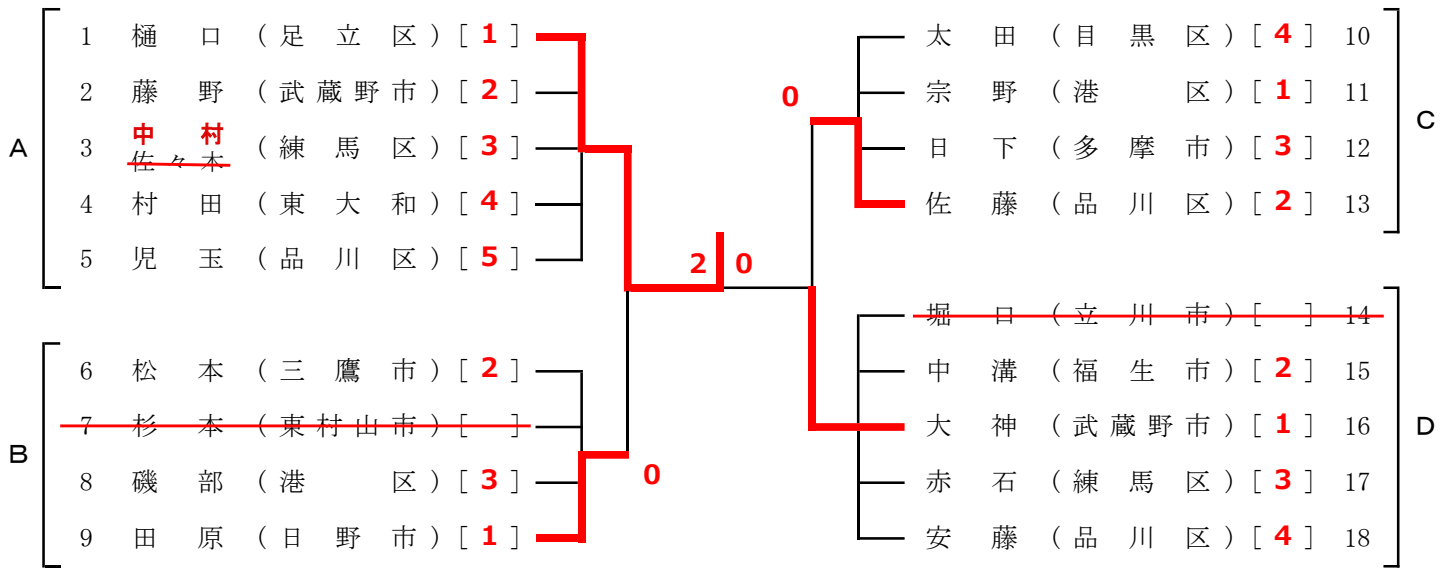 A
1 樋口 (足立区) [1]
2 藤野 (武蔵野市) [2]
中村
3 佐々木 (練馬区) [3]
4 村田 (東大和) [4]
5 児玉 (品川区) [5]
B
6 松本 (三鷹市) [2]
7 杉本 (東村山市) [ ]
8 磯部 (港区) [3]
9 田原 (日野市) [1]
0
2 0
0
太田 (目黒区) [4] 10
宗野 (港区) [1] 11
日下 (多摩市) [3] 12
佐藤 (品川区) [2] 13
C
堀口 (立川市) [ ] 14
中溝 (福生市) [2] 15
大神 (武蔵野市) [1] 16
赤石 (練馬区) [3] 17
安藤 (品川区) [4] 18
D